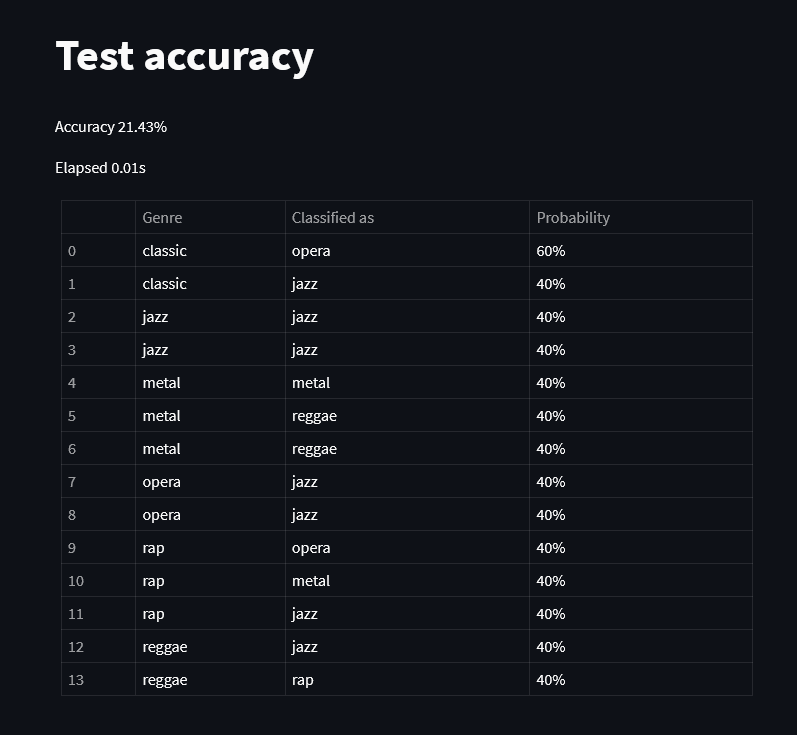 Test accuracy
Accuracy 21.43%
Elapsed 0.01s
Genre Classified as Probability
0 classic opera 60%
1 classic jazz 40%
2 jazz jazz 40%
3 jazz jazz 40%
4 metal metal 40%
5 metal reggae 40%
6 metal reggae 40%
7 opera jazz 40%
8 opera jazz 40%
9 rap opera 40%
10 rap metal 40%
11 rap jazz 40%
12 reggae jazz 40%
13 reggae rap 40%